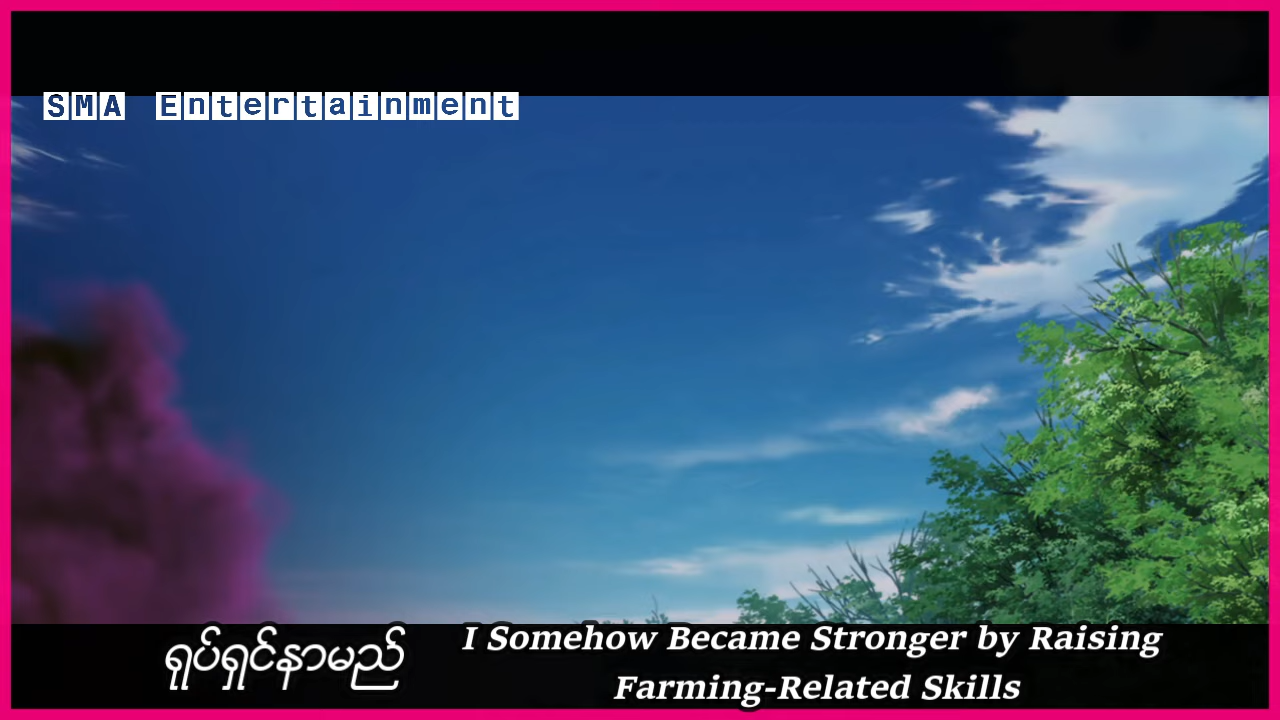 SMA Entertainment
ရုပ်ရှင်နာမည်
I Somehow Became Stronger by Raising
Farming-Related Skills